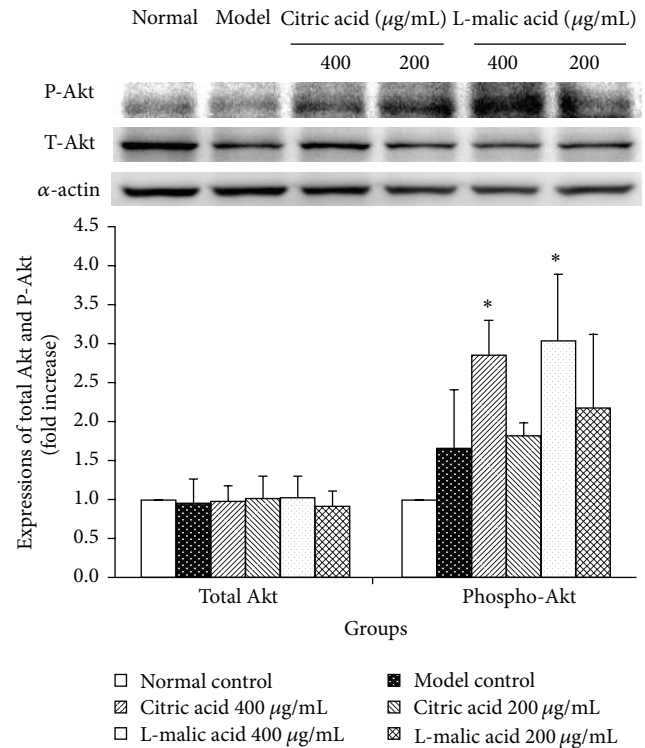 Normal Model Citric acid (μg/mL) L-malic acid (μg/mL)
400 200 400 200
P-Akt
T-Akt
α-actin
Expressions of total Akt and P-Akt
(fold increase)
4.5
4.0
3.5
3.0
2.5
2.0
1.5
1.0
0.5
0.0
* *
Total Akt Phospho-Akt
Groups
Normal control Model control
Citric acid 400 μg/mL Citric acid 200 μg/mL
L-malic acid 400 μg/mL L-malic acid 200 μg/mL